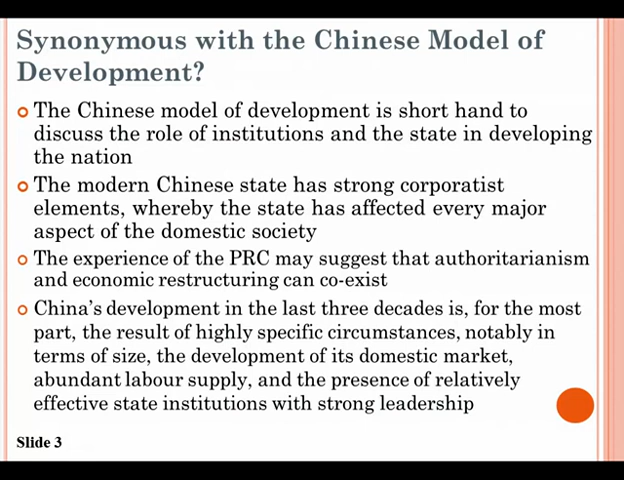 Synonymous with the Chinese Model of
Development?
The Chinese model of development is short hand to
discuss the role of institutions and the state in developing
the nation
The modern Chinese state has strong corporatist
elements, whereby the state has affected every major
aspect of the domestic society
The experience of the PRC may suggest that authoritarianism
and economic restructuring can co-exist
China's development in the last three decades is, for the most
part, the result of highly specific circumstances, notably in
terms of size, the development of its domestic market,
abundant labour supply, and the presence of relatively
effective state institutions with strong leadership
Slide 3